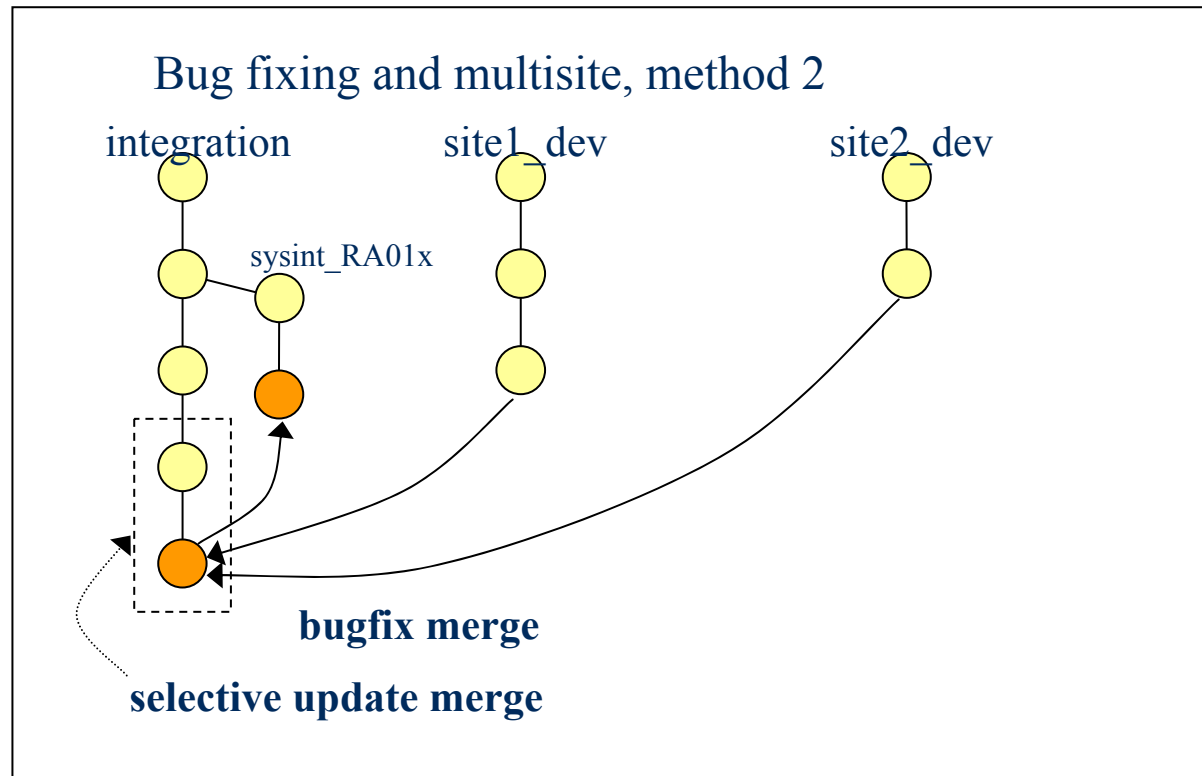 Bug fixing and multisite, method 2
integration site1_dev site2_dev
sysint_RA01x
bugfix merge
selective update merge